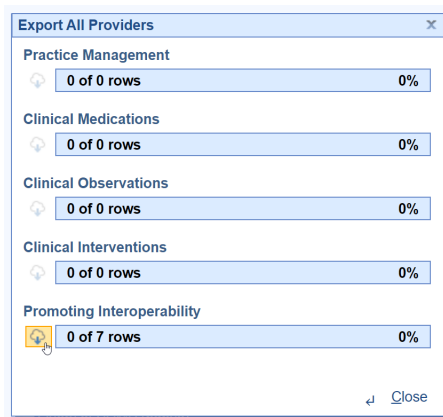 Export All Providers
Practice Management
0 of 0 rows 0%
Clinical Medications
0 of 0 rows 0%
Clinical Observations
0 of 0 rows 0%
Clinical Interventions
0 of 0 rows 0%
Promoting Interoperability
0 of 7 rows 0%
Close